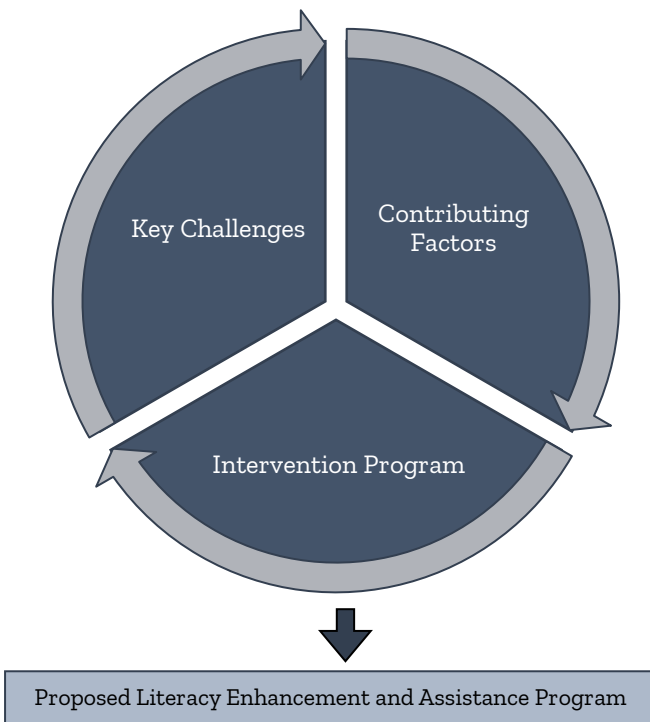 Key Challenges
Contributing
Factors
Intervention Program
Proposed Literacy Enhancement and Assistance Program